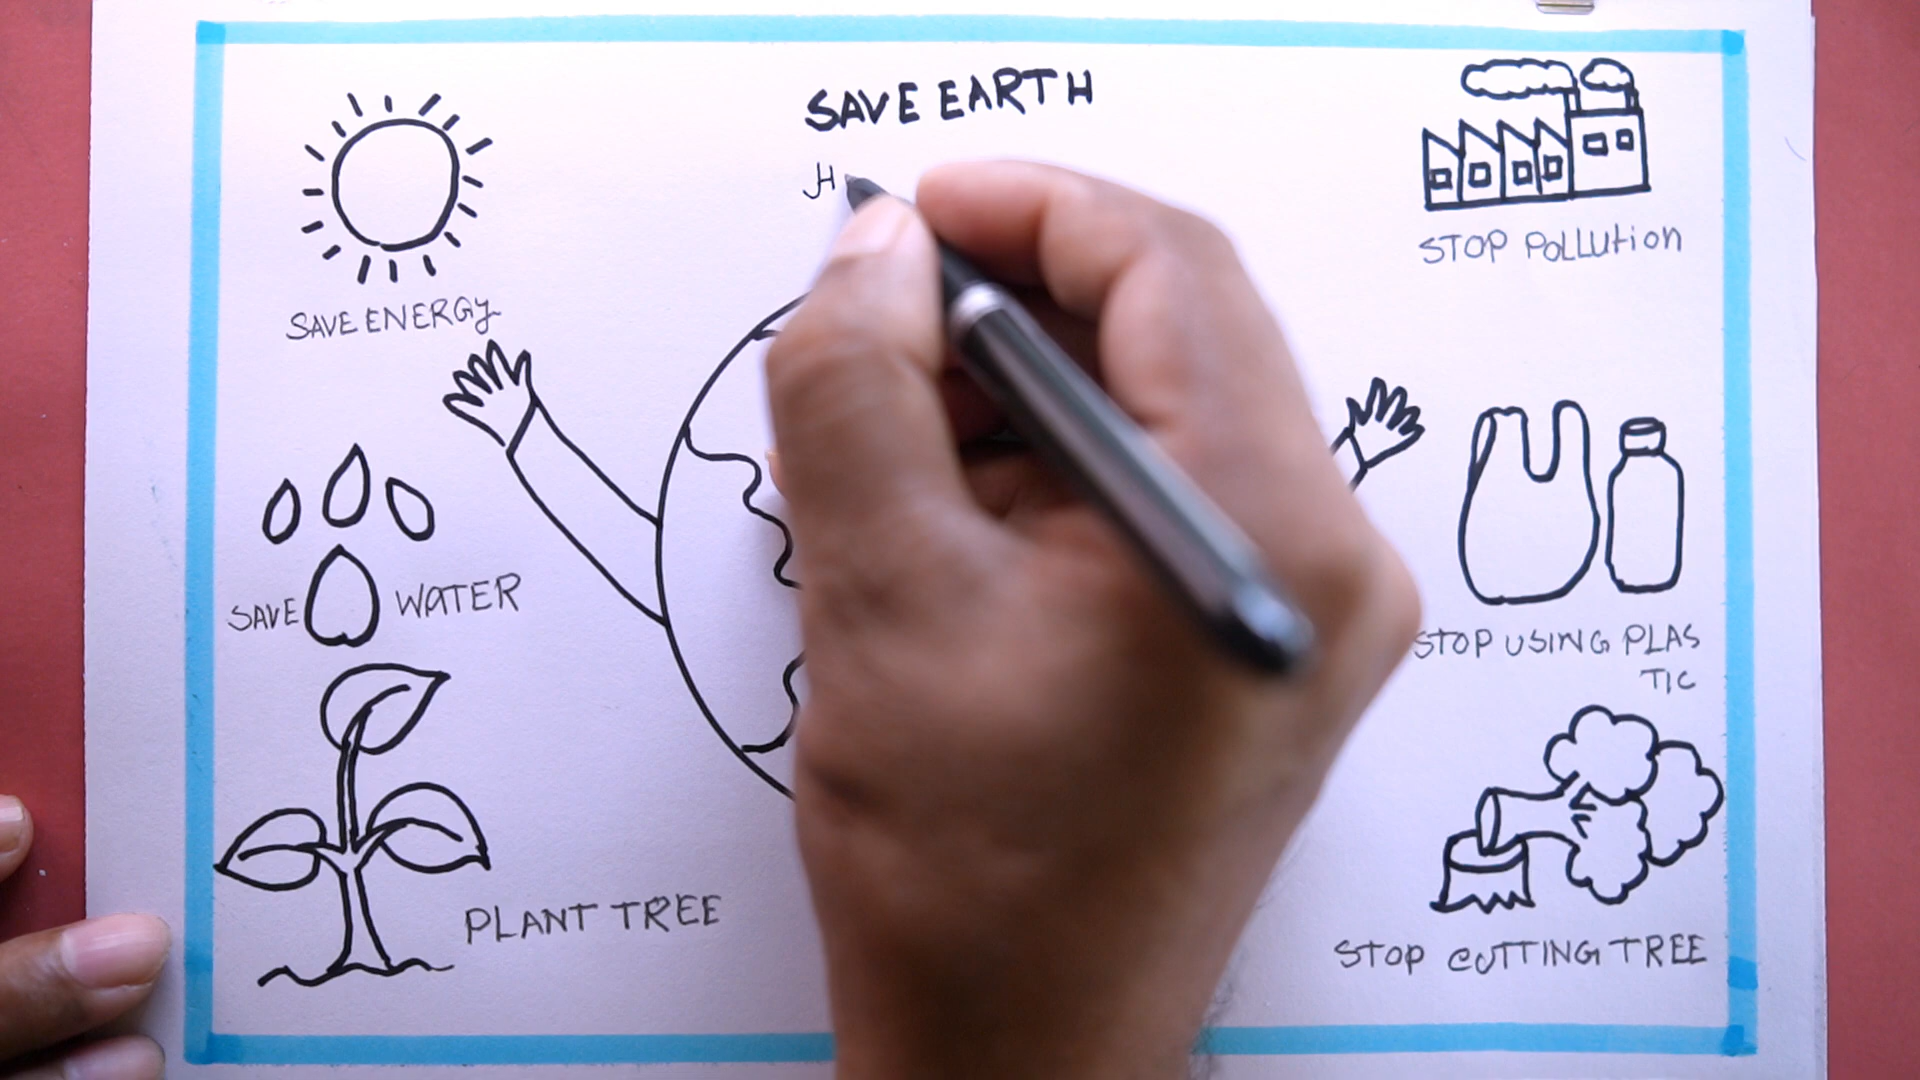 SAVE EARTH
H
SAVE ENERGY
SAVE WATER
PLANT TREE
STOP POLLUTiOn
STOP USING PLAS
TIC
STOP CUTTING TREE